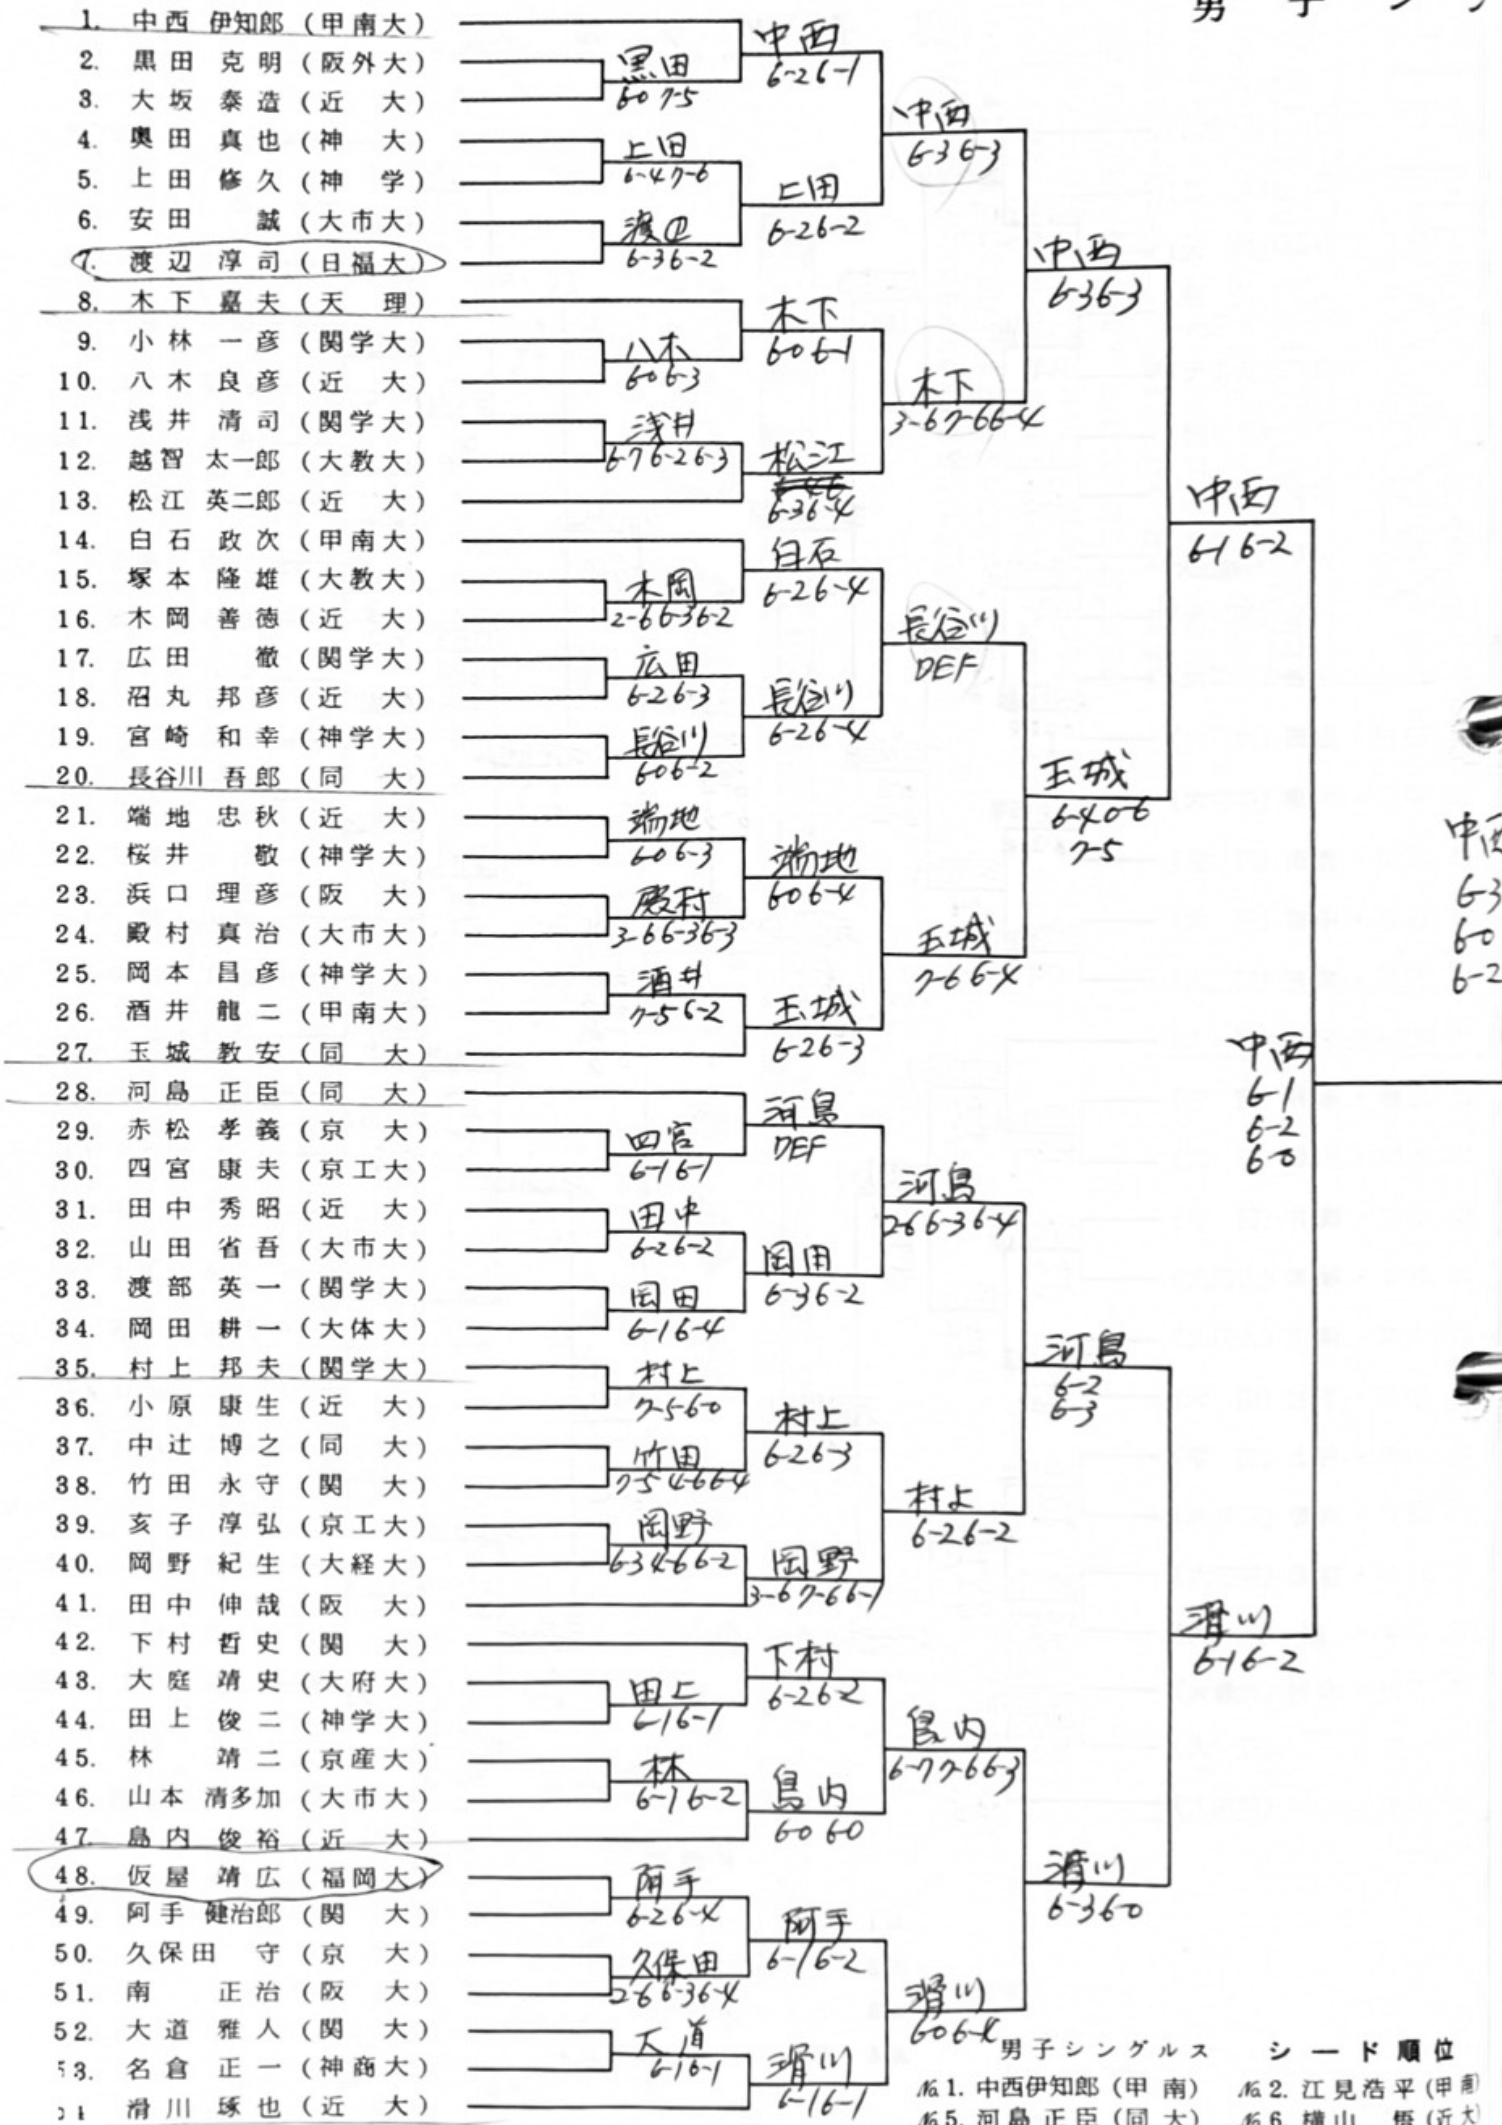 男子シング
1. 中西 伊知郎 (甲南大)
2. 黒田 克明 (阪外大)
3. 大坂 泰造 (近 大)
4. 奥田 真也 (神 大)
5. 上田 修久 (神 学)
6. 安田 誠 (大市大)
7. 渡辺 淳司 (日福大)
8. 木下 嘉夫 (天 理)
9. 小林 一彦 (関学大)
10. 八木 良彦 (近 大)
11. 浅井 清司 (関学大)
12. 越智 太一郎 (大教大)
13. 松江 英二郎 (近 大)
14. 白石 政次 (甲南大)
15. 塚本 隆雄 (大教大)
16. 木岡 善徳 (近 大)
17. 広田 徹 (関学大)
18. 沼丸 邦彦 (近 大)
19. 宮崎 和幸 (神学大)
20. 長谷川 吾郎 (同 大)
21. 端地 忠秋 (近 大)
22. 桜井 敬 (神学大)
23. 浜口 理彦 (阪 大)
24. 殿村 真治 (大市大)
25. 岡本 昌彦 (神学大)
26. 酒井 龍二 (甲南大)
27. 玉城 教安 (同 大)
28. 河島 正臣 (同 大)
29. 赤松 孝義 (京 大)
30. 四宮 康夫 (京工大)
31. 田中 秀昭 (近 大)
32. 山田 省吾 (大市大)
33. 渡部 英一 (関学大)
34. 岡田 耕一 (大体大)
35. 村上 邦夫 (関学大)
36. 小原 康生 (近 大)
37. 中辻 博之 (同 大)
38. 竹田 永守 (関 大)
39. 亥子 淳弘 (京工大)
40. 岡野 紀生 (大経大)
41. 田中 伸哉 (阪 大)
42. 下村 哲史 (関 大)
43. 大庭 靖史 (大府大)
44. 田上 俊二 (神学大)
45. 林 靖二 (京産大)
46. 山本 清多加 (大市大)
47. 島内 俊裕 (近 大)
48. 仮屋 靖広 (福岡大)
49. 阿手 健治郎 (関 大)
50. 久保田 守 (京 大)
51. 南 正治 (阪 大)
52. 大道 雅人 (関 大)
53. 名倉 正一 (神商大)
54 滑川 琢也 (近 大)
黒田
6-0 7-5
上田
6-4 7-6
渡辺
6-3 6-2
八木
6-0 6-3
浅井
6-7 6-2 6-3
木岡
2-6 6-3 6-2
広田
6-2 6-3
長谷川
6-0 6-2
端地
6-0 6-3
殿村
3-6 6-3 6-3
酒井
7-5 6-2
四宮
6-1 6-1
田中
6-2 6-2
岡田
6-1 6-4
村上
7-5 6-0
竹田
7-5 4-6 6-4
岡野
6-3 4-6 6-2
田上
6-1 6-1
林
6-1 6-2
阿手
6-2 6-4
久保田
2-6 6-3 6-4
大道
6-1 6-1
中西
6-2 6-1
上田
6-2 6-2
木下
6-0 6-1
松江
6-3 6-4
白石
6-2 6-4
長谷川
6-2 6-4
端地
6-0 6-4
玉城
6-2 6-3
河島
DEF
岡田
6-3 6-2
村上
6-2 6-3
岡野
3-6 7-6 6-1
下村
6-2 6-2
島内
6-0 6-0
阿手
6-1 6-2
滑川
6-1 6-1
中西
6-3 6-3
木下
3-6 7-6 6-4
長谷川
DEF
玉城
7-6 6-4
河島
2-6 6-3 6-4
村上
6-2 6-2
島内
6-7 7-6 6-3
滑川
6-0 6-4
中西
6-3 6-3
玉城
6-4 0-6
7-5
河島
6-2
6-3
滑川
6-3 6-0
中西
6-1 6-2
滑川
6-1 6-2
中西
6-1
6-2
6-0
中西
6-3
6-0
6-2
男子シングルス シード順位
№1. 中西伊知郎 (甲南) №2. 江見浩平 (甲南)
№5. 河島正臣 (同大) №6. 横山 悟 (近大)